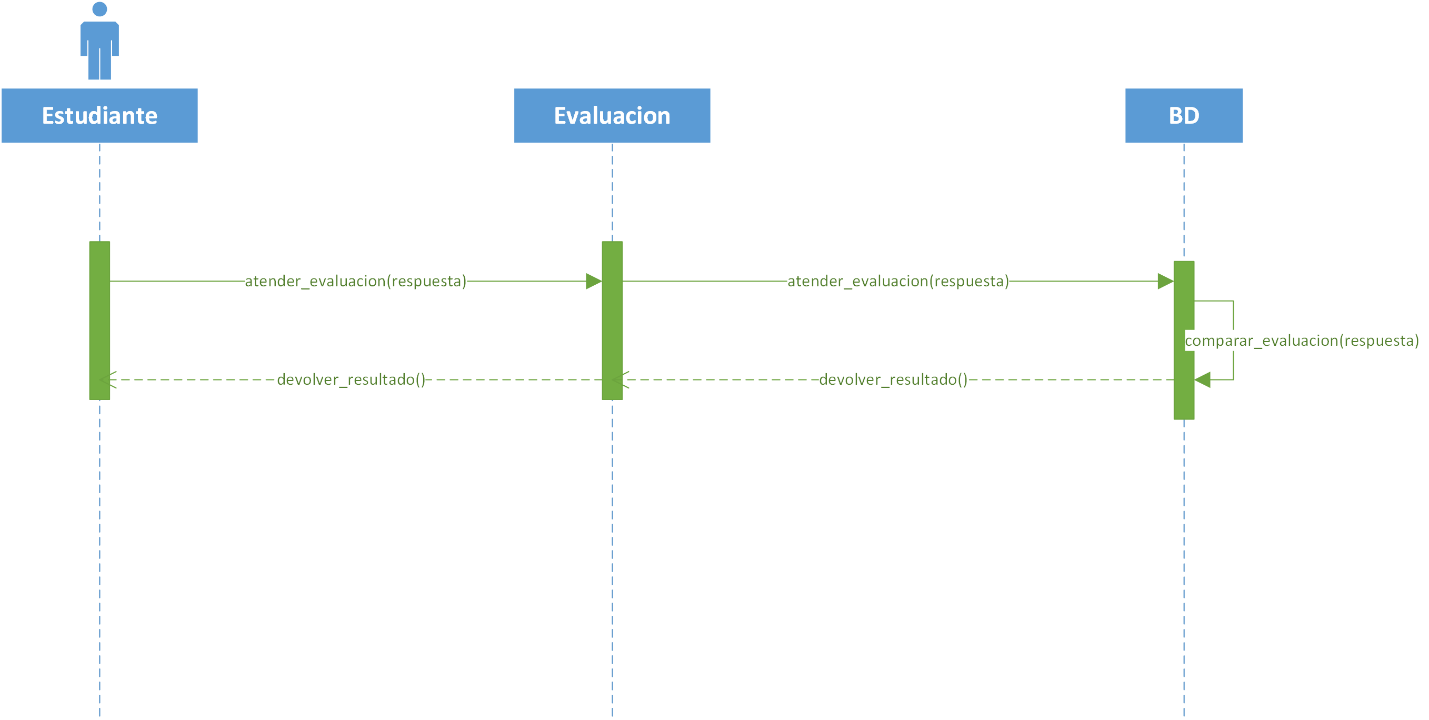 Estudiante
Evaluacion
BD
atender_evaluacion(respuesta)
atender_evaluacion(respuesta)
comparar_evaluacion(respuesta)
devolver_resultado()
devolver_resultado()